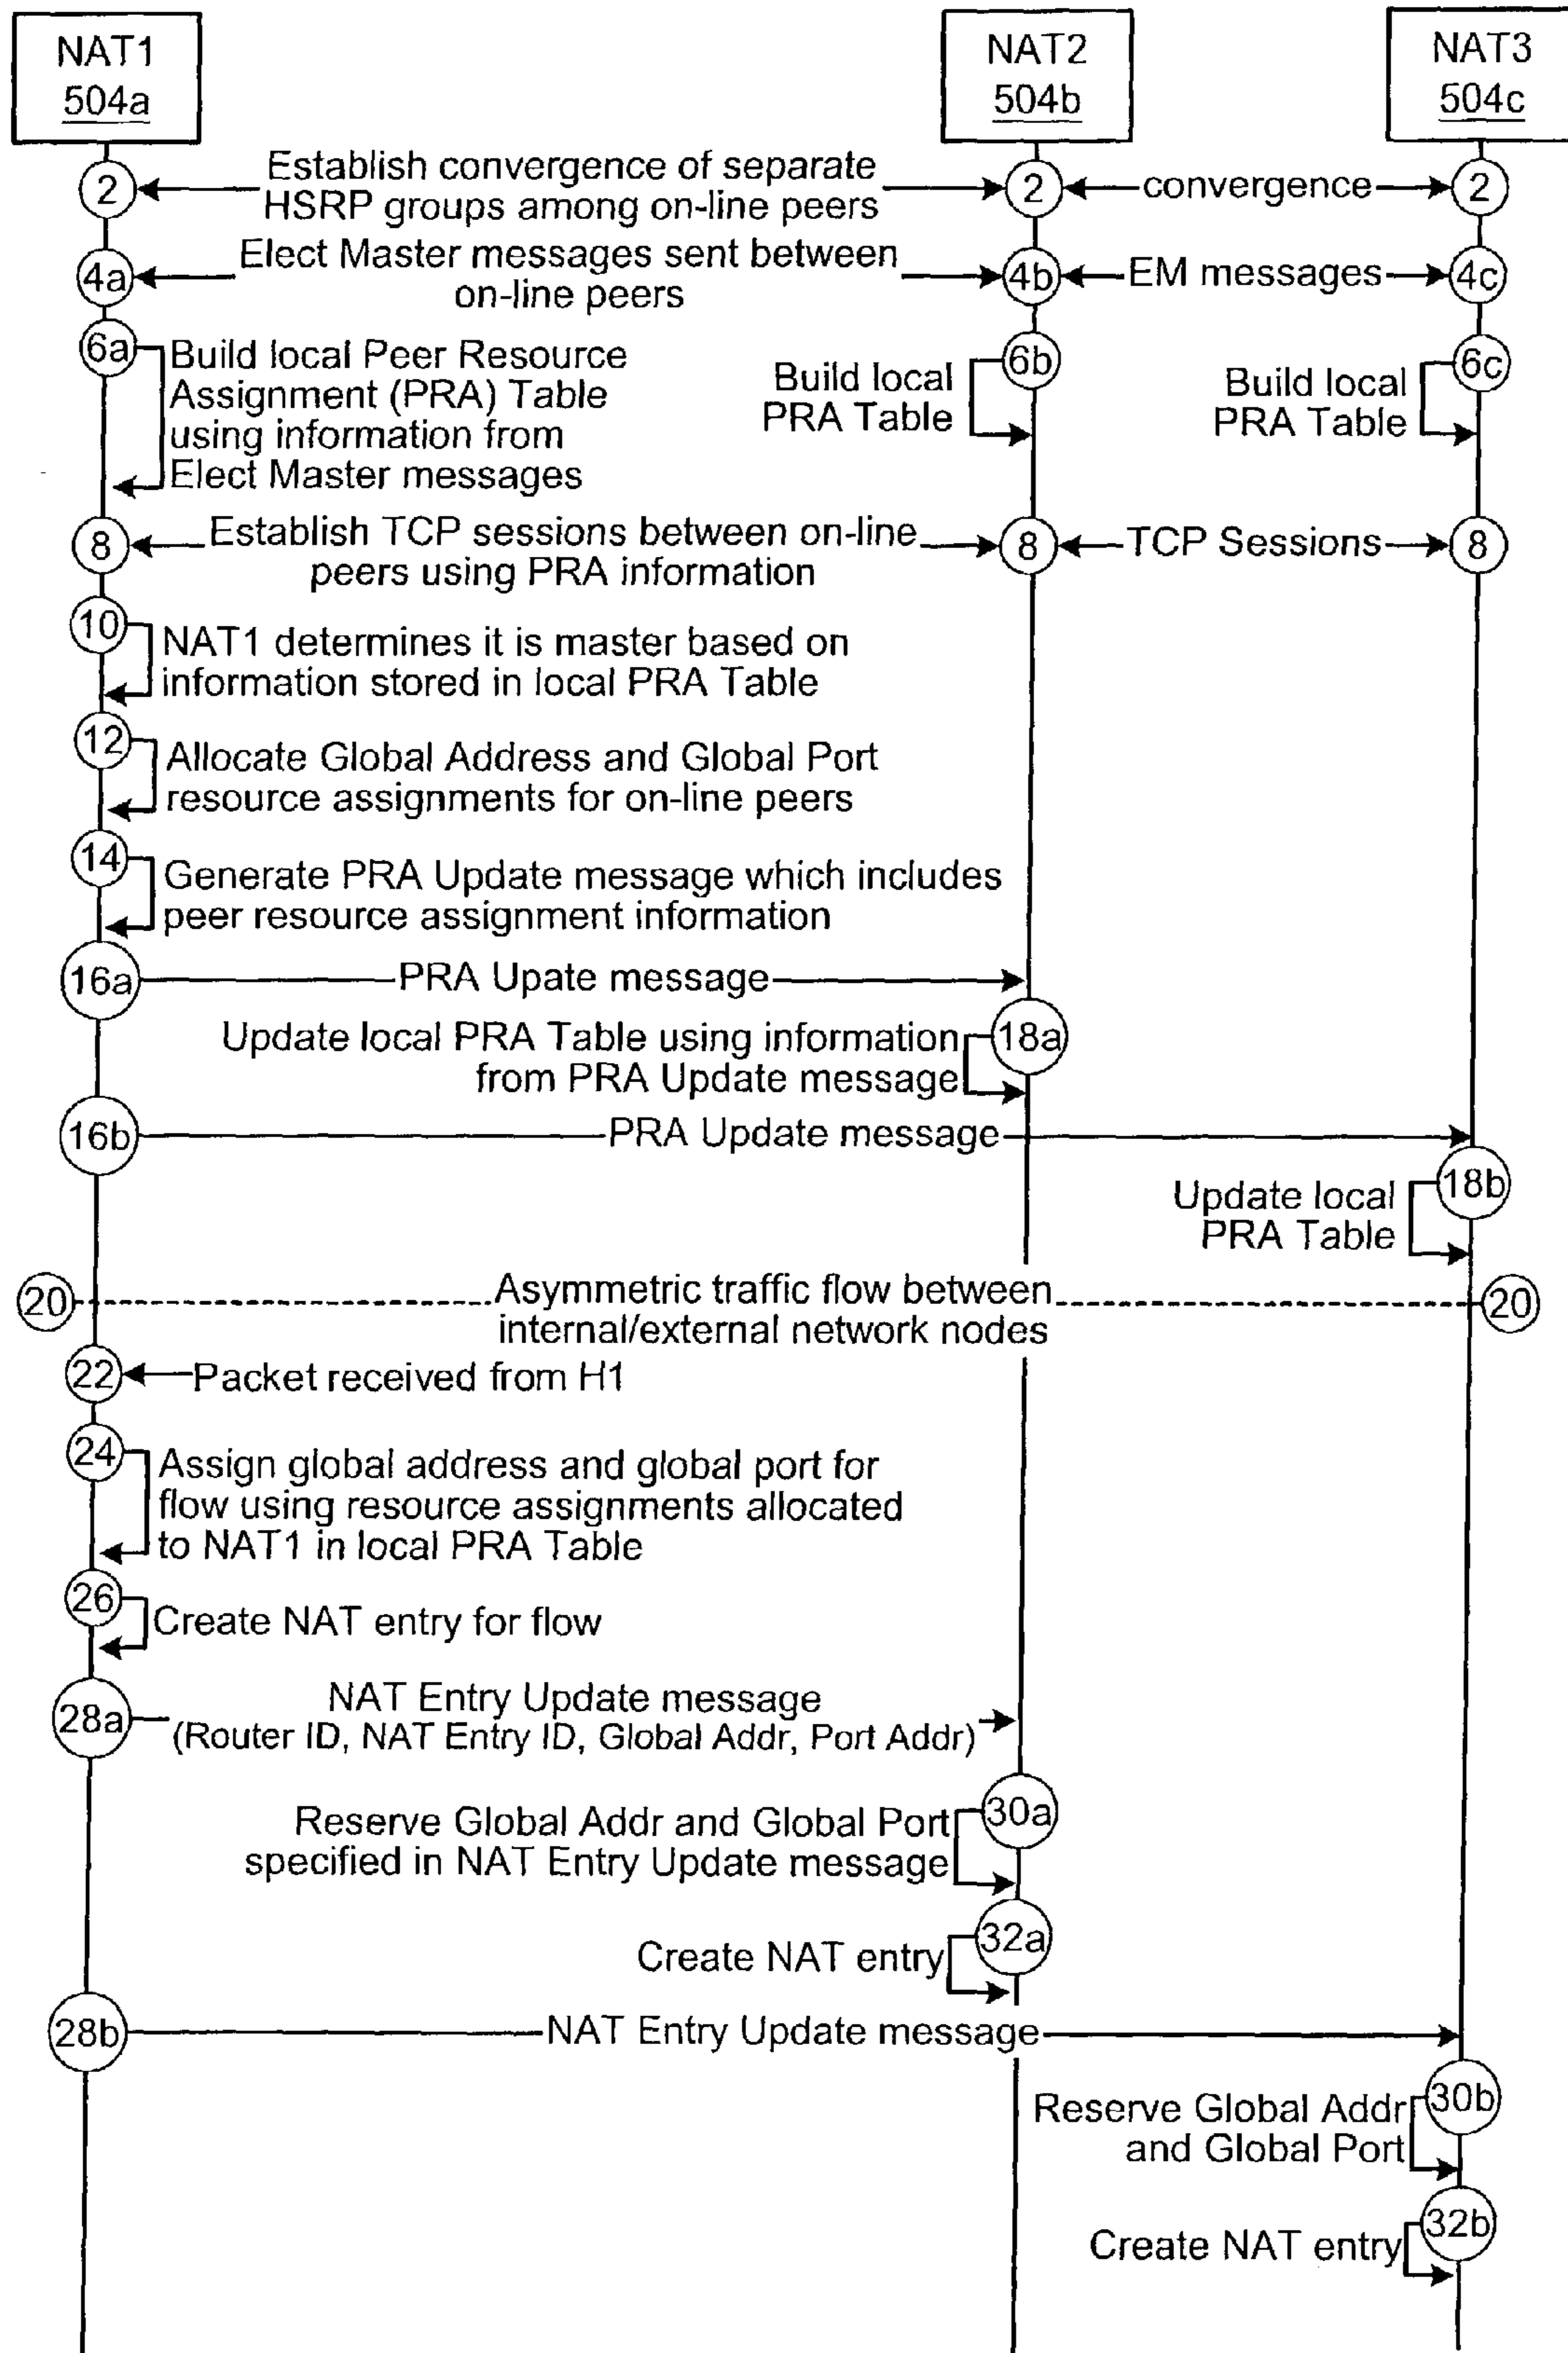 NAT1
504a
NAT2
504b
NAT3
504c
2
Establish convergence of separate
HSRP groups among on-line peers
2
convergence
2
4a
Elect Master messages sent between
on-line peers
4b
EM messages
4c
6a
Build local Peer Resource
Assignment (PRA) Table
using information from
Elect Master messages
6b
Build local
PRA Table
6c
Build local
PRA Table
8
Establish TCP sessions between on-line
peers using PRA information
8
TCP Sessions
8
10
NAT1 determines it is master based on
information stored in local PRA Table
12
Allocate Global Address and Global Port
resource assignments for on-line peers
14
Generate PRA Update message which includes
peer resource assignment information
16a
PRA Upate message
18a
Update local PRA Table using information
from PRA Update message
16b
PRA Update message
18b
Update local
PRA Table
20
Asymmetric traffic flow between
internal/external network nodes
20
22
Packet received from H1
24
Assign global address and global port for
flow using resource assignments allocated
to NAT1 in local PRA Table
26
Create NAT entry for flow
28a
NAT Entry Update message
(Router ID, NAT Entry ID, Global Addr, Port Addr)
30a
Reserve Global Addr and Global Port
specified in NAT Entry Update message
32a
Create NAT entry
28b
NAT Entry Update message
30b
Reserve Global Addr
and Global Port
32b
Create NAT entry